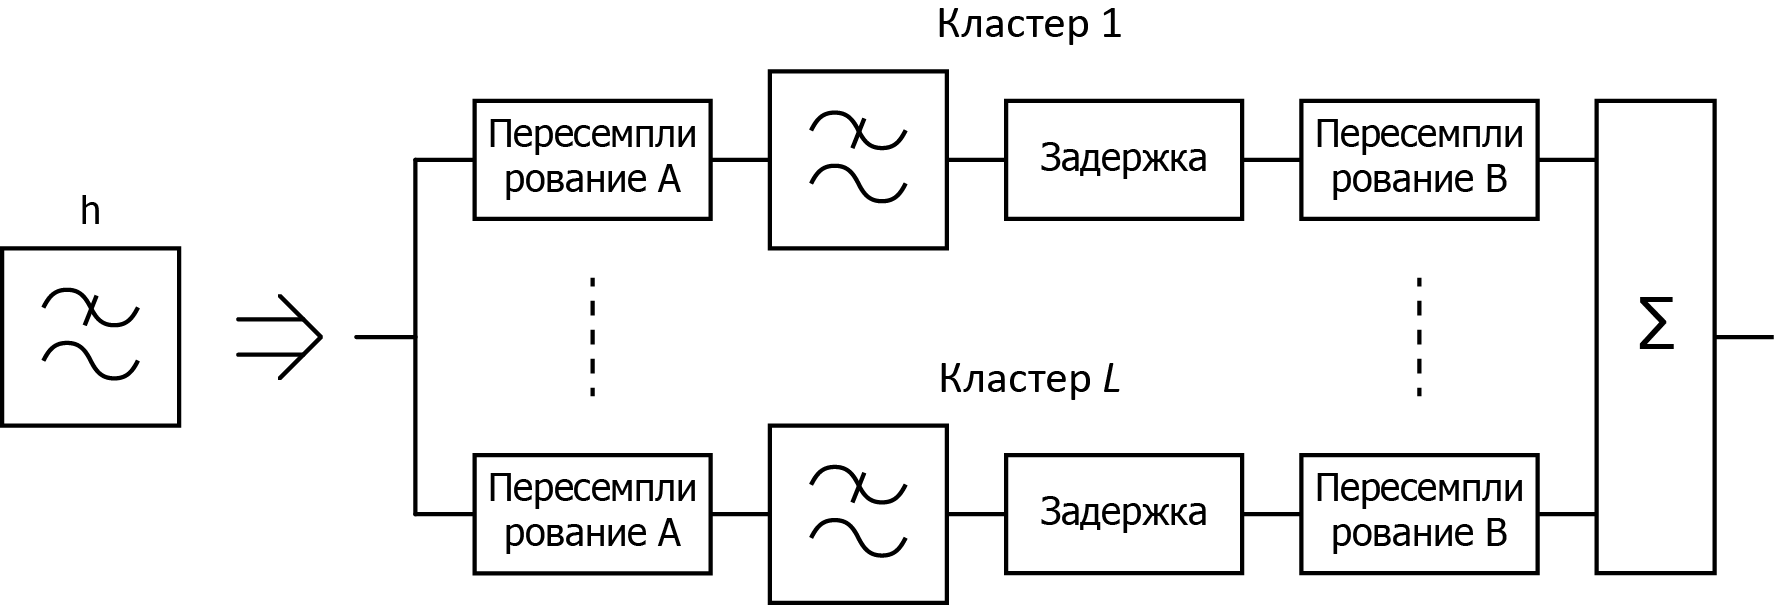 Кластер 1
Пересемпли
рование А
Задержка
Пересемпли
рование В
h
Σ
Кластер L
Пересемпли
рование А
Задержка
Пересемпли
рование В